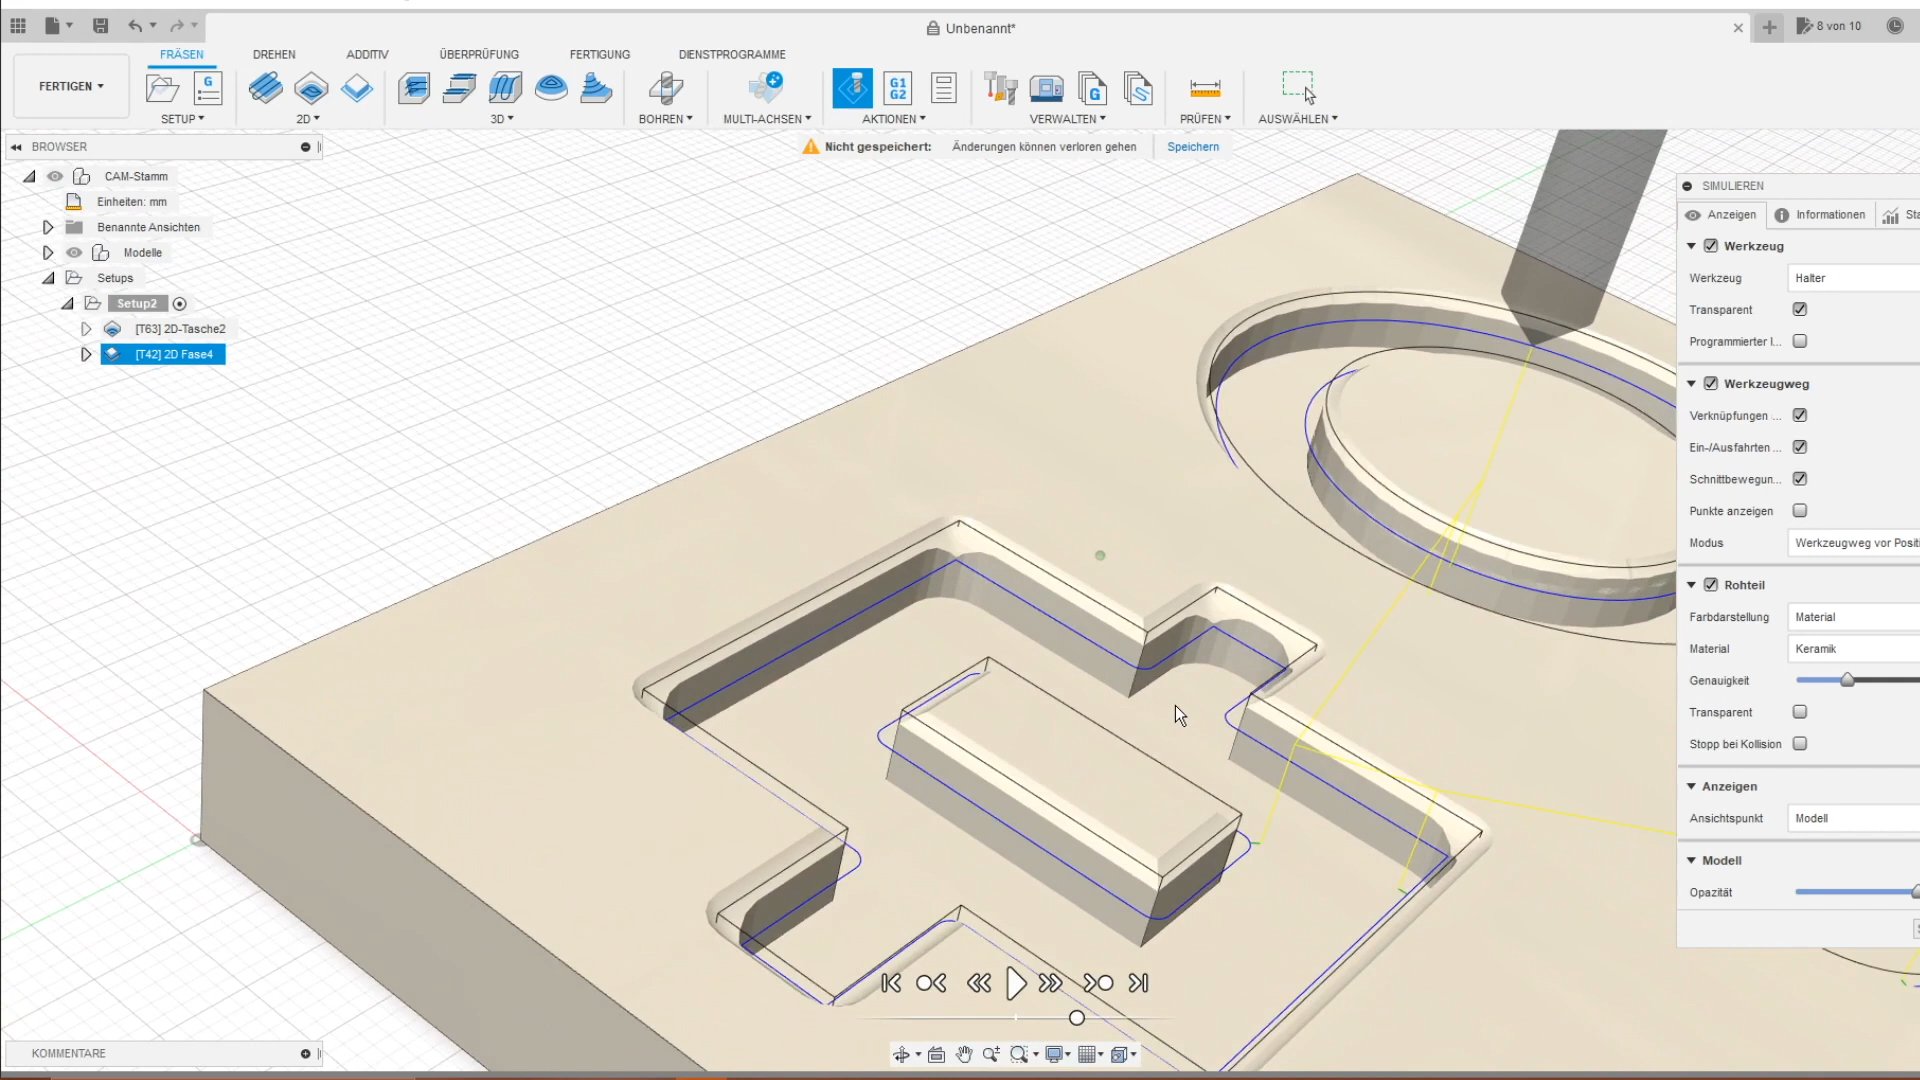 Unbenannt*
8 von 10
FERTIGEN
FRÄSEN
DREHEN
ADDITIV
ÜBERPRÜFUNG
FERTIGUNG
DIENSTPROGRAMME
G
G1
G2
G
SETUP
2D
3D
BOHREN
MULTI-ACHSEN
AKTIONEN
VERWALTEN
PRÜFEN
AUSWÄHLEN
BROWSER
Nicht gespeichert: Änderungen können verloren gehen Speichern
CAM-Stamm
Einheiten: mm
Benannte Ansichten
Modelle
Setups
Setup2
[T63] 2D-Tasche2
[T42] 2D Fase4
SIMULIEREN
Anzeigen
Informationen
Sta
Werkzeug
Werkzeug Halter
Transparent
Programmierter l...
Werkzeugweg
Verknüpfungen ...
Ein-/Ausfahrten ...
Schnittbewegun...
Punkte anzeigen
Modus Werkzeugweg vor Positi
Rohteil
Farbdarstellung Material
Material Keramik
Genauigkeit
Transparent
Stopp bei Kollision
Anzeigen
Ansichtspunkt Modell
Modell
Opazität
KOMMENTARE